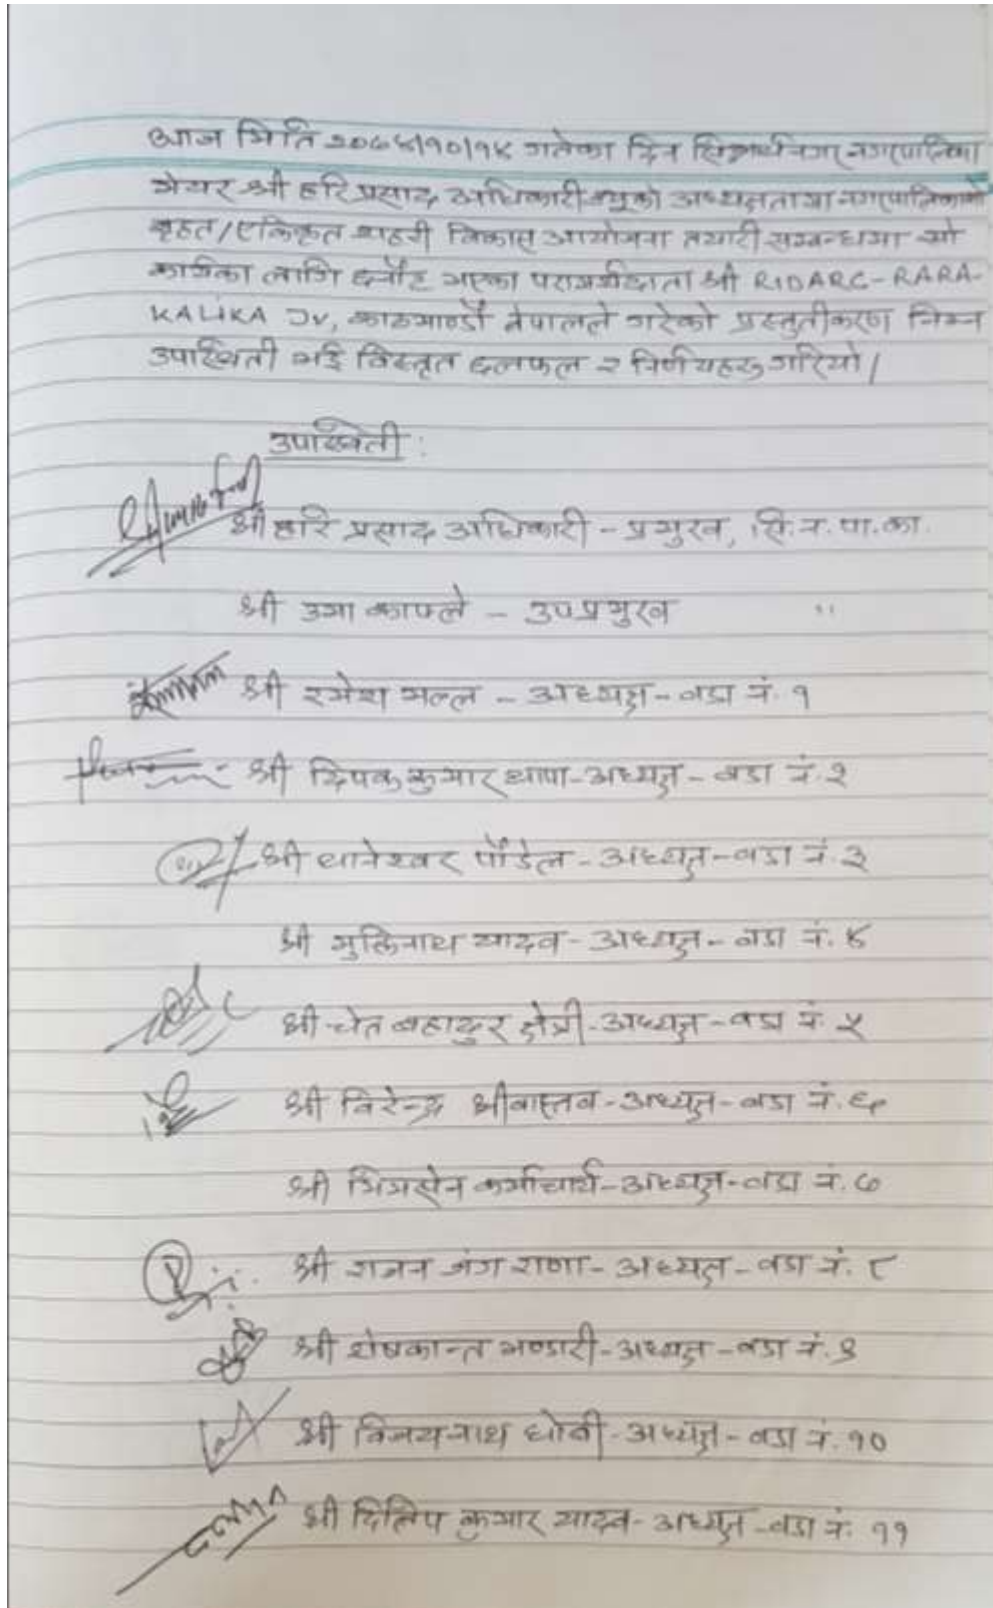 आज मिति २०७५/१०/१५ गतेका दिन सिद्धार्थनगर नगरपालिका
मेयर श्री हरि प्रसाद अधिकारी ज्यूको अध्यक्षतामा नगरपालिकाको
बृहत/एकिकृत शहरी विकास आयोजना तयारी सम्बन्धमा सो
कार्यका लागि छनौट भएका परामर्शदाता श्री RIDARC-RARA-
KALIKA JV, काठमाण्डौ नेपालले गरेको प्रस्तुतीकरण निम्न
उपस्थिती भई विस्तृत छलफल र निर्णयहरु गरियो।
उपस्थिती :
श्री हरि प्रसाद अधिकारी - प्रमुख, सि.न.पा.का.
श्री उमा काफ्ले - उपप्रमुख "
श्री रमेश मल्ल - अध्यक्ष - वडा नं. १
श्री दिपक कुमार थापा - अध्यक्ष - वडा नं. २
श्री थानेश्वर पौडेल - अध्यक्ष - वडा नं. ३
श्री मुक्तिनाथ यादव - अध्यक्ष - वडा नं. ४
श्री चेत बहादुर क्षेत्री - अध्यक्ष - वडा नं. ५
श्री विरेन्द्र श्रीवास्तव - अध्यक्ष - वडा नं. ६
श्री भिमसेन कर्माचार्य - अध्यक्ष - वडा नं. ७
श्री राजन जंग राणा - अध्यक्ष - वडा नं. ८
श्री शेषकान्त भण्डारी - अध्यक्ष - वडा नं. ९
श्री विजयनाथ धोवी - अध्यक्ष - वडा नं. १०
श्री दिलिप कुमार यादव - अध्यक्ष - वडा नं. ११